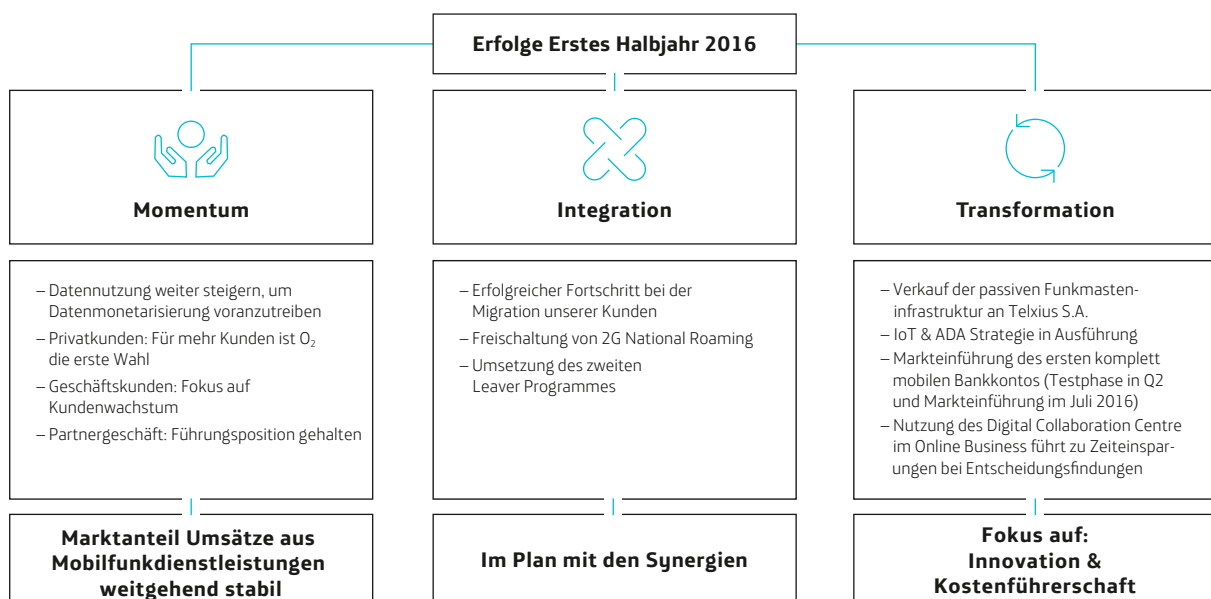 Erfolge Erstes Halbjahr 2016
Momentum
– Datennutzung weiter steigern, um
Datenmonetarisierung voranzutreiben
– Privatkunden: Für mehr Kunden ist O₂
die erste Wahl
– Geschäftskunden: Fokus auf
Kundenwachstum
– Partnergeschäft: Führungsposition gehalten
Marktanteil Umsätze aus
Mobilfunkdienstleistungen
weitgehend stabil
Integration
– Erfolgreicher Fortschritt bei der
Migration unserer Kunden
– Freischaltung von 2G National Roaming
– Umsetzung des zweiten
Leaver Programmes
Im Plan mit den Synergien
Transformation
– Verkauf der passiven Funkmasten-
infrastruktur an Telxius S.A.
– IoT & ADA Strategie in Ausführung
– Markteinführung des ersten komplett
mobilen Bankkontos (Testphase in Q2
und Markteinführung im Juli 2016)
– Nutzung des Digital Collaboration Centre
im Online Business führt zu Zeiteinspar-
ungen bei Entscheidungsfindungen
Fokus auf:
Innovation &
Kostenführerschaft